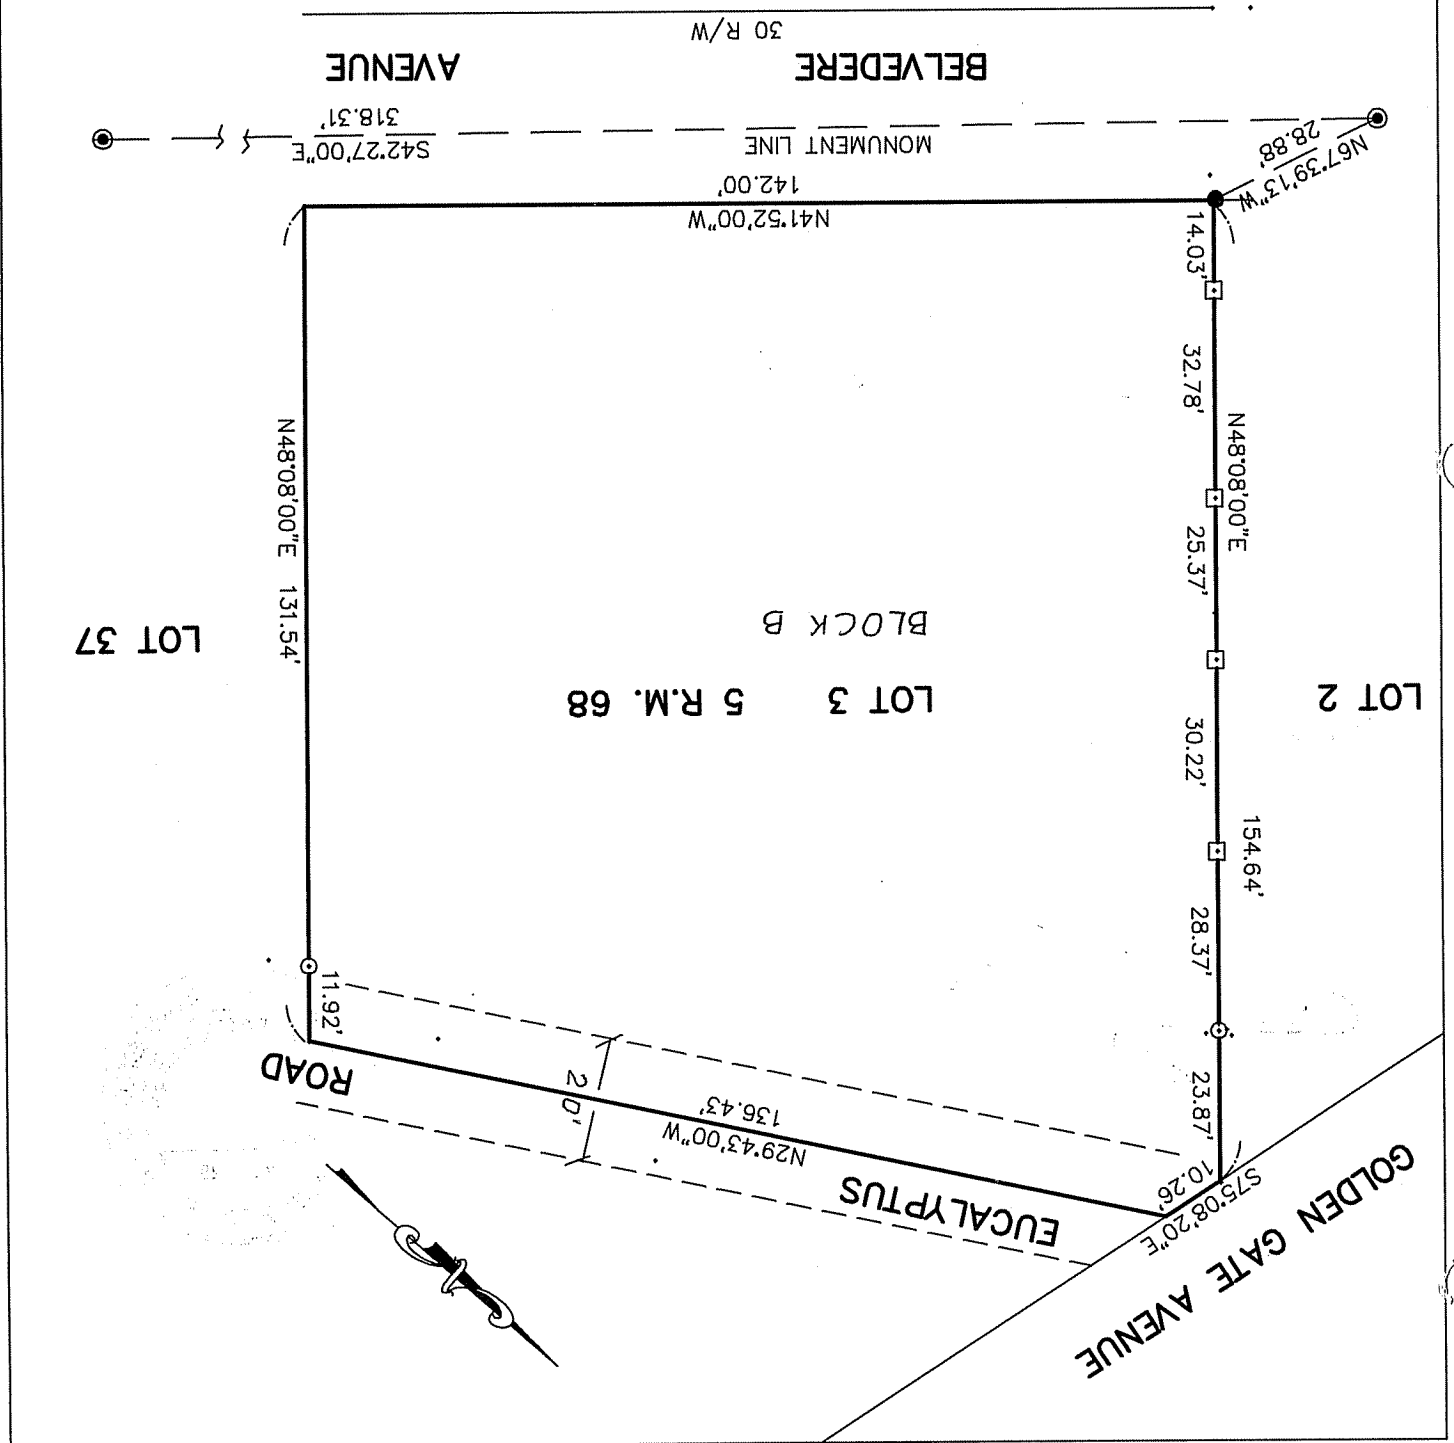 GOLDEN GATE AVENUE
S75°08'20"E
10.26'
EUCALYPTUS
ROAD
N29°43'00"W
136.43'
20'
11.92'
23.87'
28.37'
154.64'
30.22'
25.37'
N48°08'00"E
32.78'
14.03'
LOT 2
LOT 3 5 R.M. 68
BLOCK B
LOT 37
N48°08'00"E 131.54'
N41°52'00"W
142.00'
N67°39'13"W
28.88'
MONUMENT LINE
S42°27'00"E
318.31'
BELVEDERE AVENUE
30 R/W